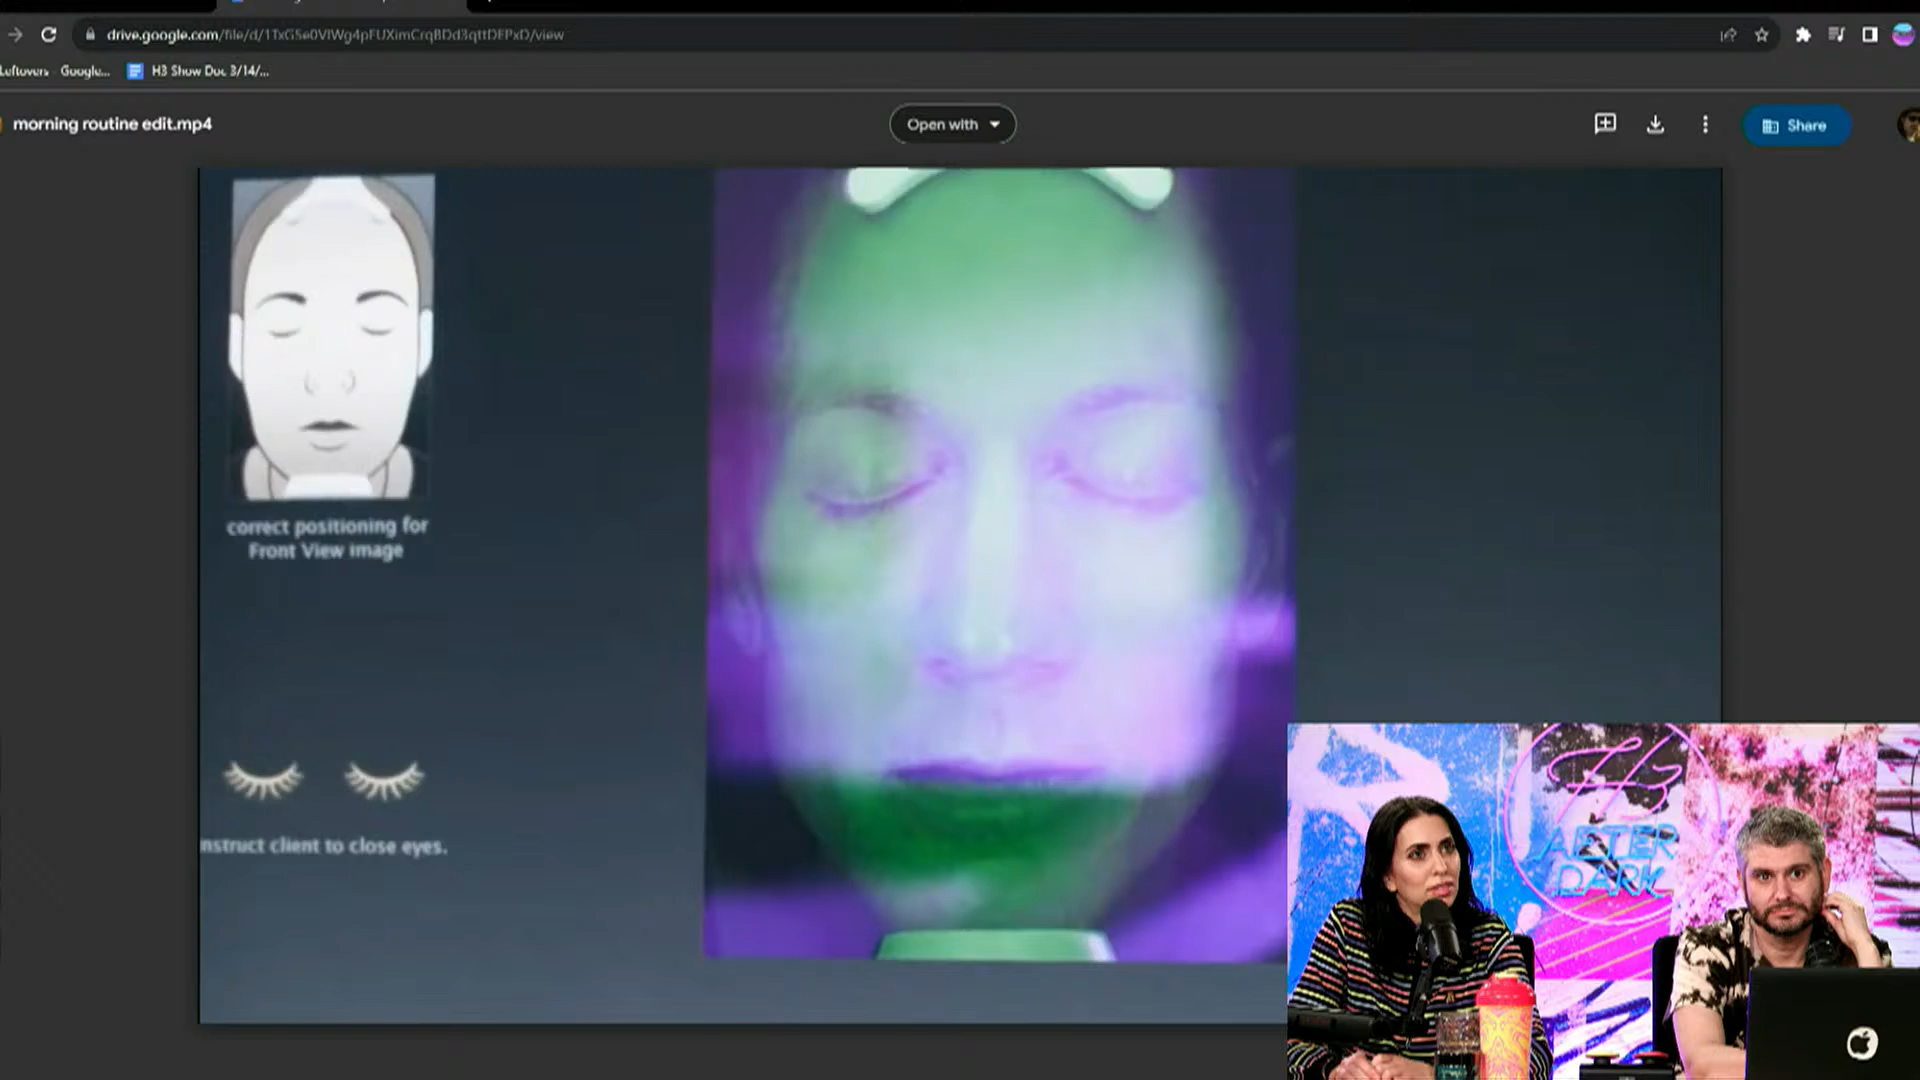 drive.google.com/file/d/1TxG5e0VIWg4pFUXimCrqBDd3qttDFPxD/view
Leftovers - Google...
H3 Show Doc 3/14/...
morning routine edit.mp4
Open with
Share
correct positioning for
Front View image
nstruct client to close eyes.
H3
AFTER
DARK